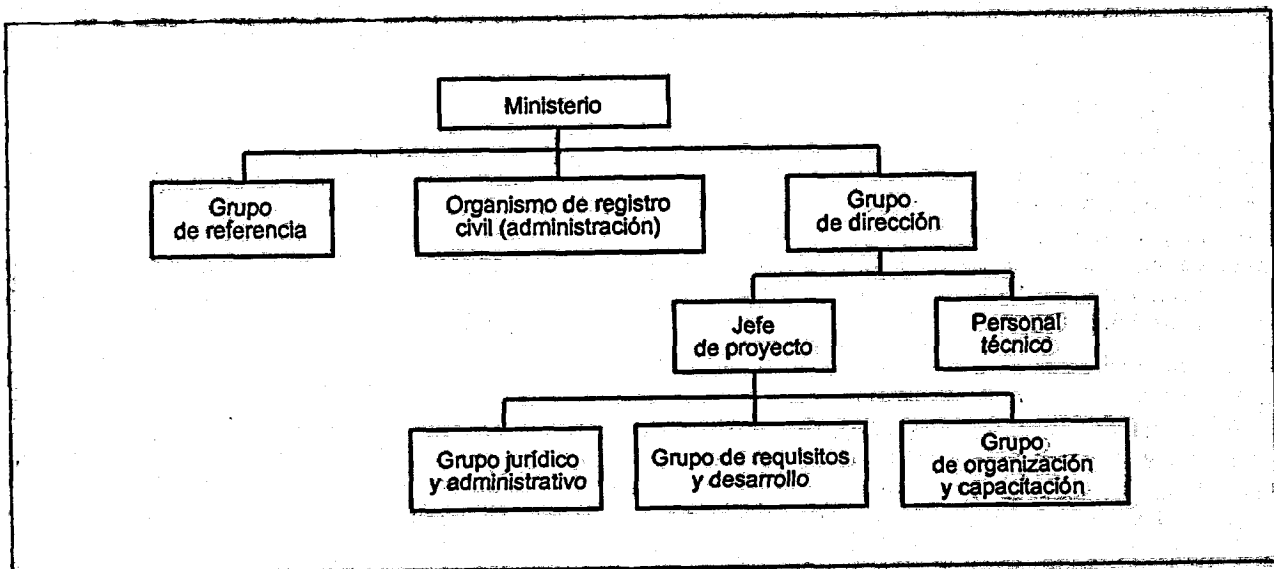 Ministerio
Grupo
de referencia
Organismo de registro
civil (administración)
Grupo
de dirección
Jefe
de proyecto
Personal
técnico
Grupo jurídico
y administrativo
Grupo de requisitos
y desarrollo
Grupo
de organización
y capacitación